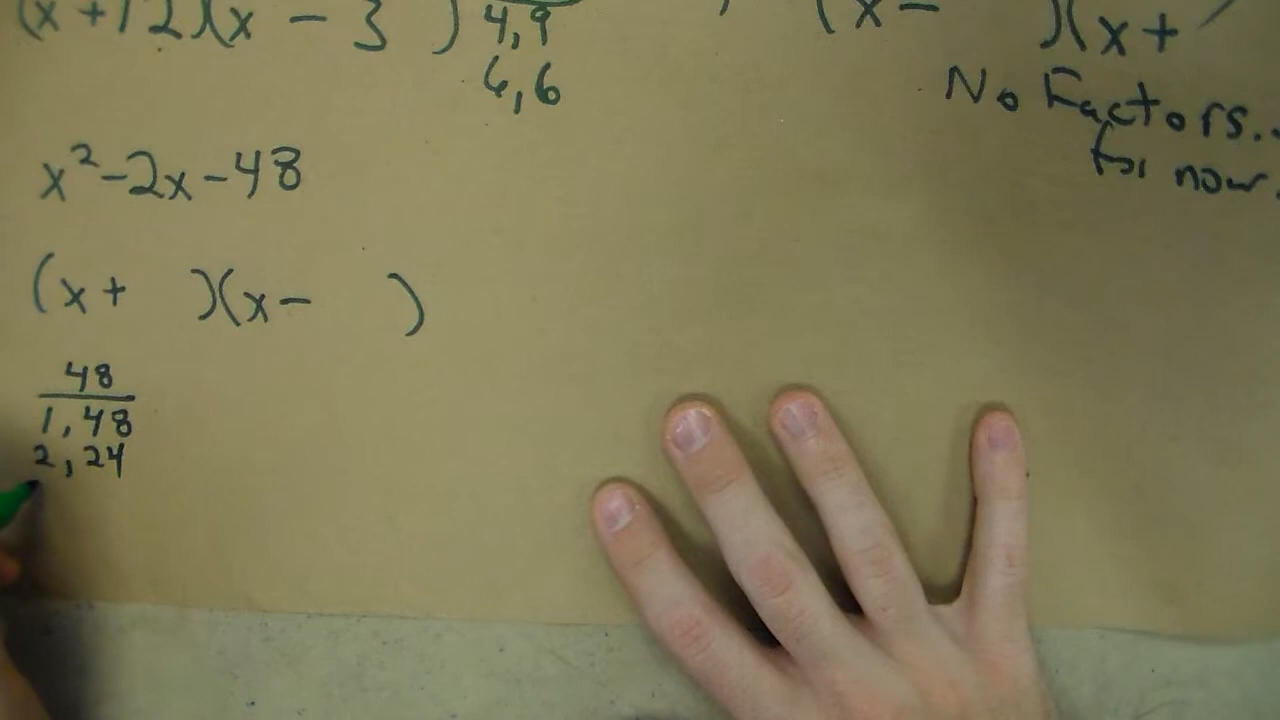 (x + 12)(x - 3 )
4,9
6,6
(x - )(x +
No Factors..
for now.
x²-2x-48
(x + )(x - )
48
1,48
2,24